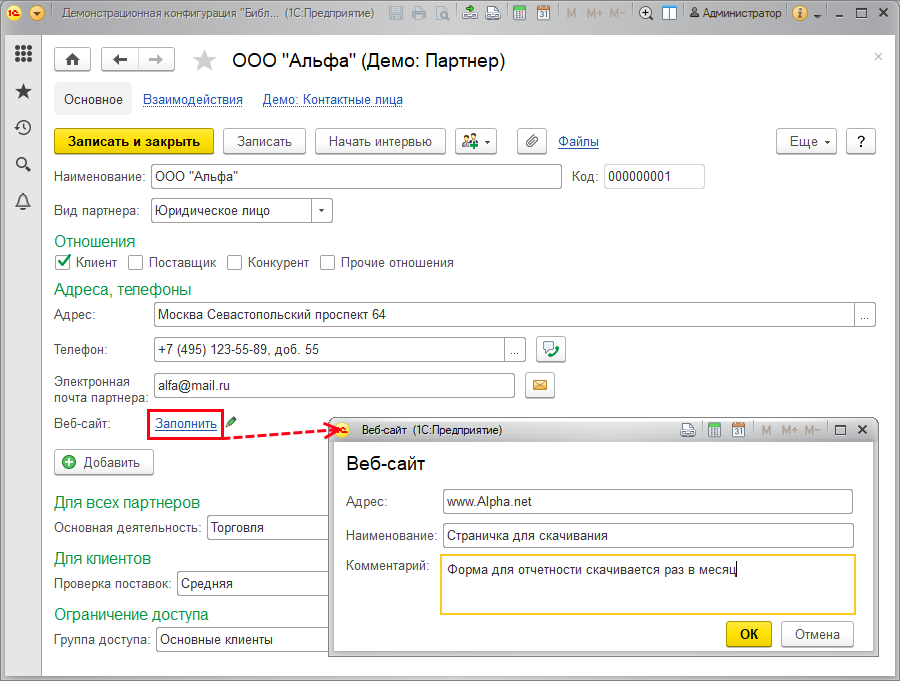 Демонстрационная конфигурация "Библ... (1С:Предприятие) M M+ M- Администратор
ООО "Альфа" (Демо: Партнер)
Основное Взаимодействия Демо: Контактные лица
Записать и закрыть Записать Начать интервью Файлы Еще ?
Наименование: ООО "Альфа" Код: 000000001
Вид партнера: Юридическое лицо
Отношения
Клиент Поставщик Конкурент Прочие отношения
Адреса, телефоны
Адрес: Москва Севастопольский проспект 64 ...
Телефон: +7 (495) 123-55-89, доб. 55 ...
Электронная
почта партнера: alfa@mail.ru
Веб-сайт: Заполнить
Веб-сайт (1С:Предприятие) M M+ M-
Добавить
Веб-сайт
Адрес: www.Alpha.net
Наименование: Страничка для скачивания
Комментарий: Форма для отчетности скачивается раз в месяц
ОК Отмена
Для всех партнеров
Основная деятельность: Торговля
Для клиентов
Проверка поставок: Средняя
Ограничение доступа
Группа доступа: Основные клиенты